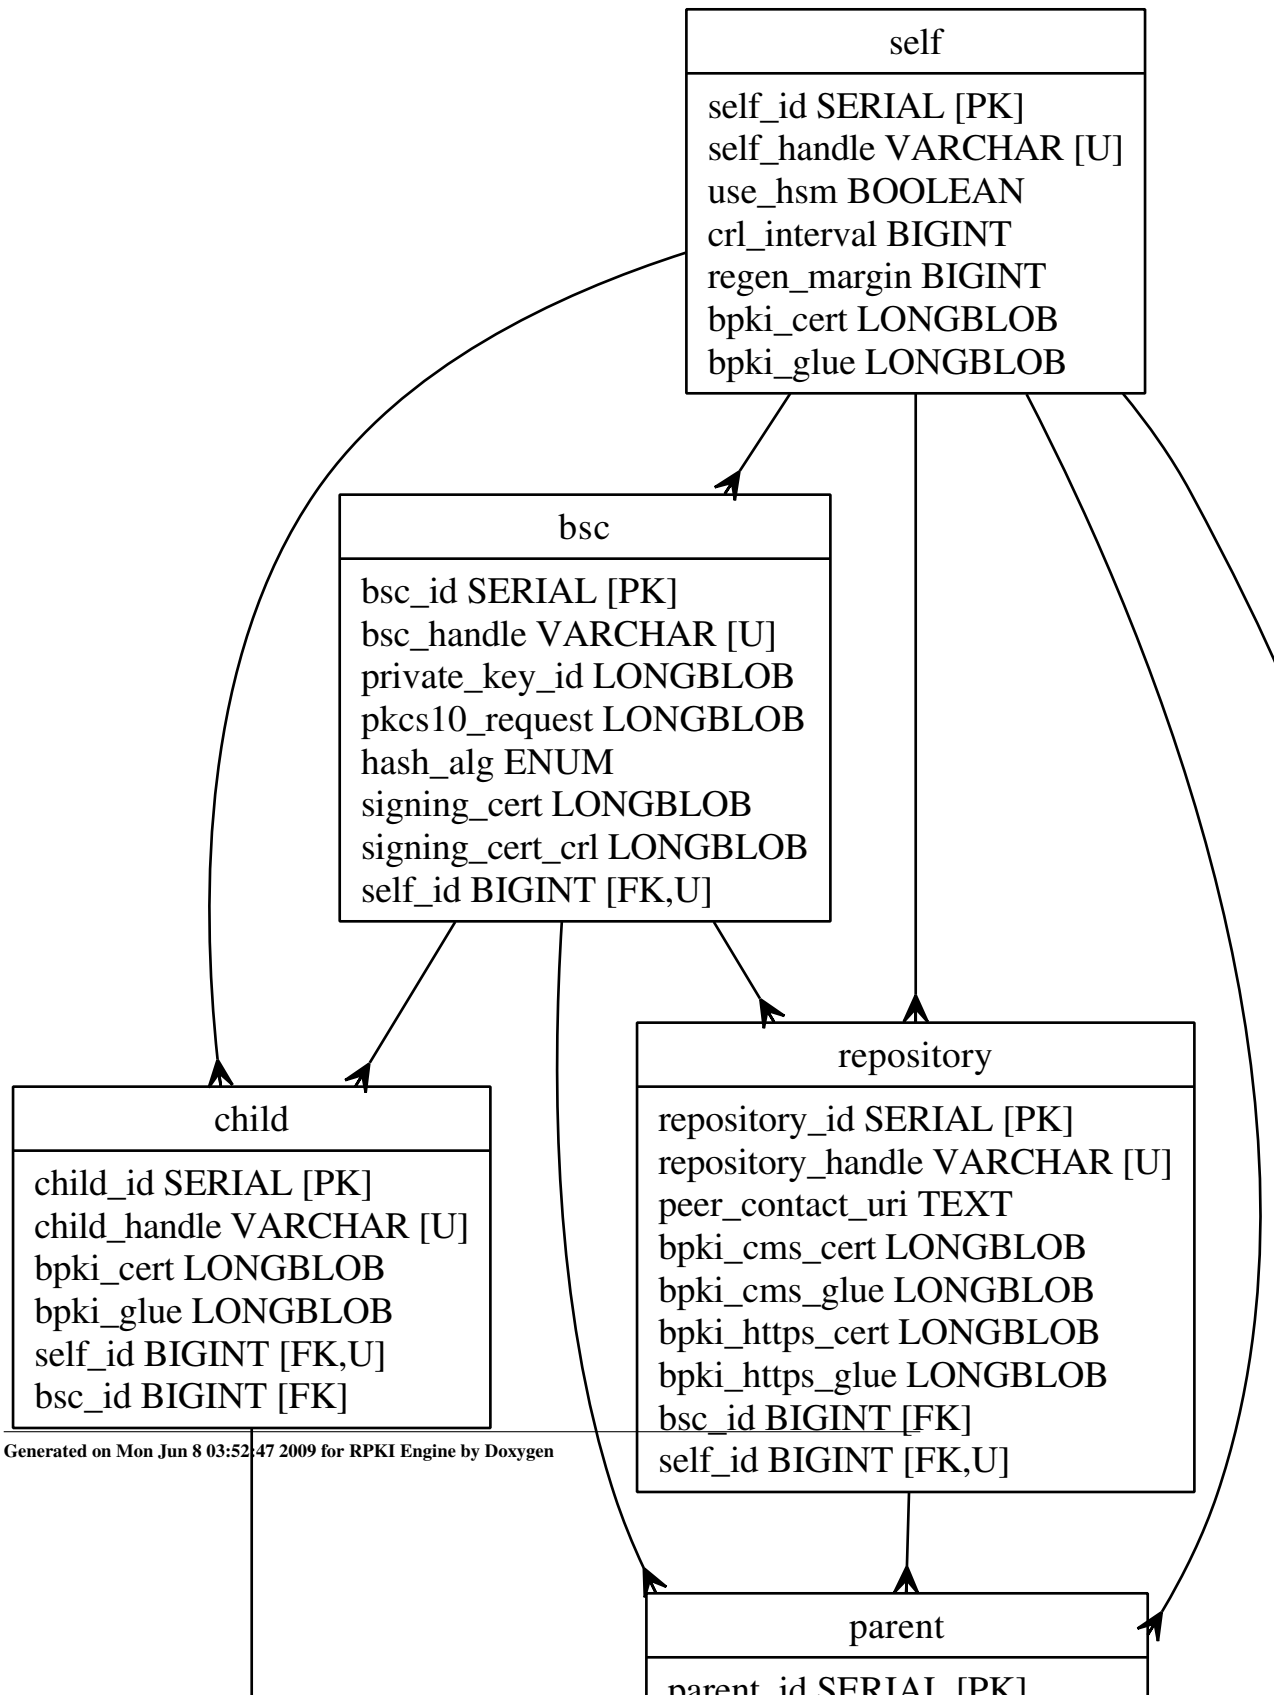 self
self_id SERIAL [PK]
self_handle VARCHAR [U]
use_hsm BOOLEAN
crl_interval BIGINT
regen_margin BIGINT
bpki_cert LONGBLOB
bpki_glue LONGBLOB
bsc
bsc_id SERIAL [PK]
bsc_handle VARCHAR [U]
private_key_id LONGBLOB
pkcs10_request LONGBLOB
hash_alg ENUM
signing_cert LONGBLOB
signing_cert_crl LONGBLOB
self_id BIGINT [FK,U]
repository
repository_id SERIAL [PK]
repository_handle VARCHAR [U]
peer_contact_uri TEXT
bpki_cms_cert LONGBLOB
bpki_cms_glue LONGBLOB
bpki_https_cert LONGBLOB
bpki_https_glue LONGBLOB
bsc_id BIGINT [FK]
self_id BIGINT [FK,U]
child
child_id SERIAL [PK]
child_handle VARCHAR [U]
bpki_cert LONGBLOB
bpki_glue LONGBLOB
self_id BIGINT [FK,U]
bsc_id BIGINT [FK]
Generated on Mon Jun 8 03:52:47 2009 for RPKI Engine by Doxygen
parent
parent_id SERIAL [PK]